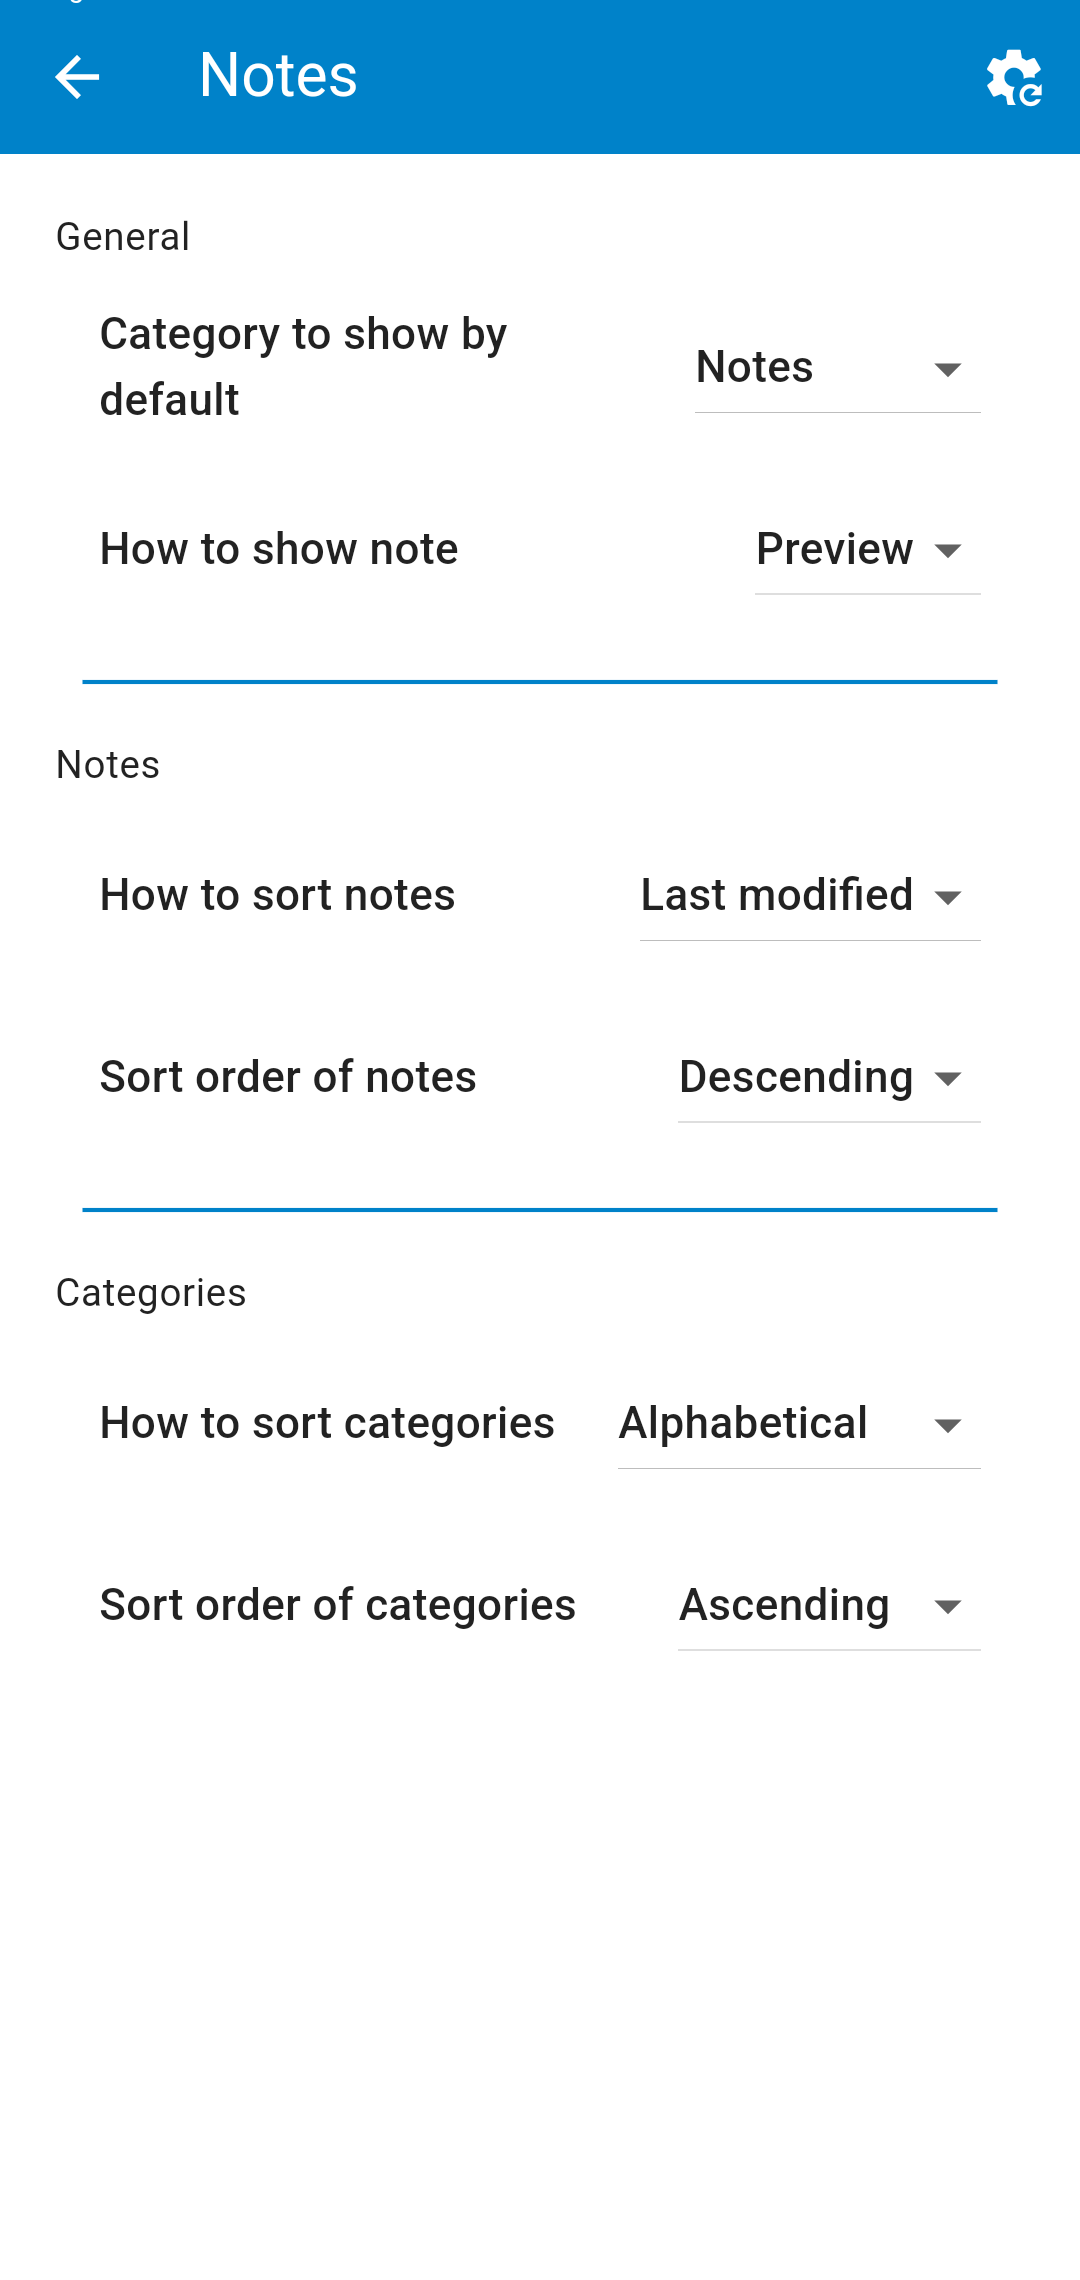 Notes
General
Category to show by
default
Notes
How to show note
Preview
Notes
How to sort notes
Last modified
Sort order of notes
Descending
Categories
How to sort categories
Alphabetical
Sort order of categories
Ascending